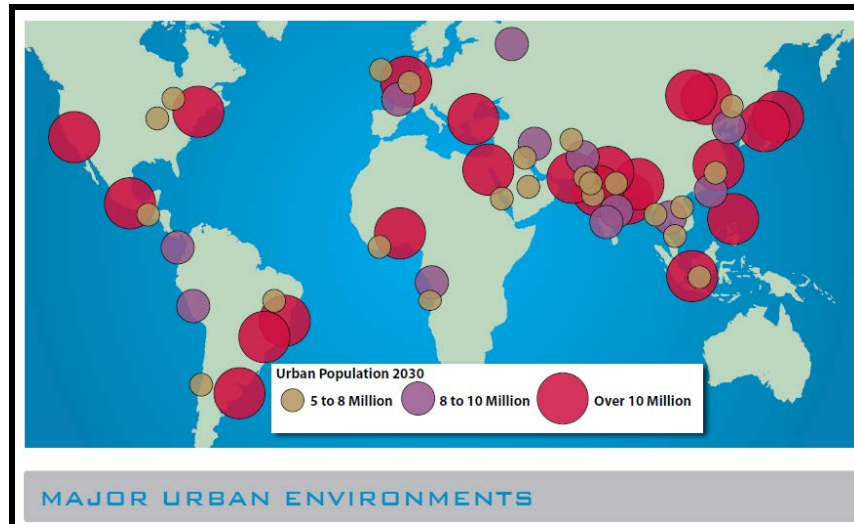 Urban Population 2030
5 to 8 Million 8 to 10 Million Over 10 Million
MAJOR URBAN ENVIRONMENTS